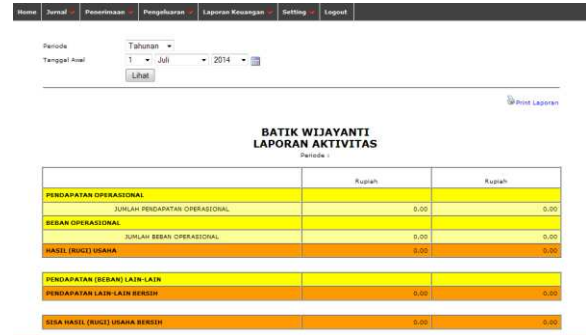 Home Jurnal Penerimaan Pengeluaran Laporan Keuangan Setting Logout
Periode Tahunan
Tanggal Awal 1 Juli 2014
Lihat
Print Laporan
BATIK WIJAYANTI
LAPORAN AKTIVITAS
Periode :
Rupiah Rupiah
PENDAPATAN OPERASIONAL
JUMLAH PENDAPATAN OPERASIONAL 0.00 0.00
BEBAN OPERASIONAL
JUMLAH BEBAN OPERASIONAL 0.00 0.00
HASIL (RUGI) USAHA 0.00 0.00
PENDAPATAN (BEBAN) LAIN-LAIN
PENDAPATAN LAIN-LAIN BERSIH 0.00 0.00
SISA HASIL (RUGI) USAHA BERSIH 0.00 0.00